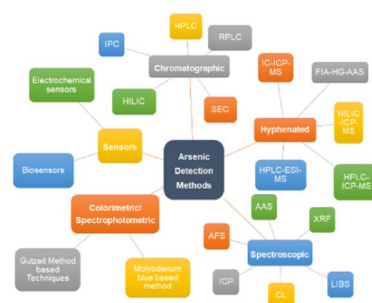 HPLC
IPC
RPLC
Chromatographic
HILIC
SEC
IC-ICP-
MS
FIA-HG-AAS
Hyphenated
HILIC
-ICP-
MS
HPLC-ESI-
MS
HPLC-
ICP-MS
Electrochemical
sensors
Sensors
Biosensors
Arsenic
Detection
Methods
Colorimetric/
Spectrophotometric
Gutzeit Method
based Techniques
Molybdenum
blue based method
AAS
XRF
AFS
Spectroscopic
ICP
CL
LIBS